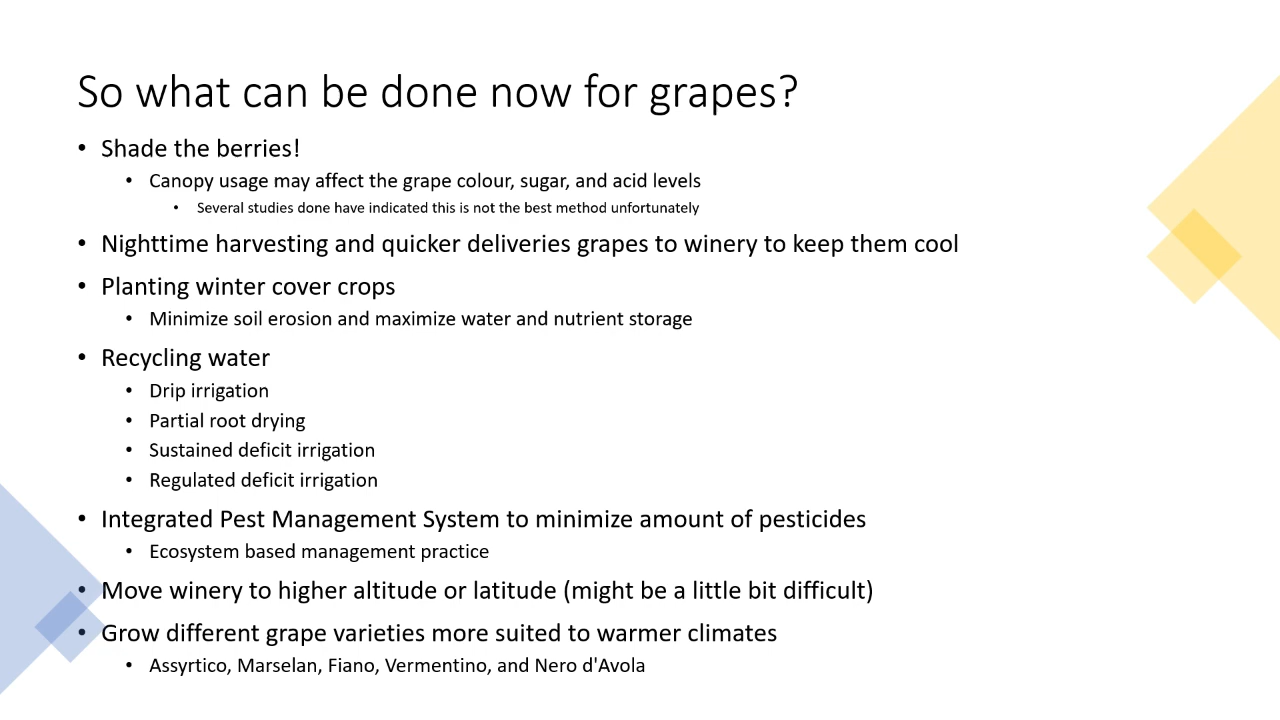 So what can be done now for grapes?
• Shade the berries!
• Canopy usage may affect the grape colour, sugar, and acid levels
• Several studies done have indicated this is not the best method unfortunately
• Nighttime harvesting and quicker deliveries grapes to winery to keep them cool
• Planting winter cover crops
• Minimize soil erosion and maximize water and nutrient storage
• Recycling water
• Drip irrigation
• Partial root drying
• Sustained deficit irrigation
• Regulated deficit irrigation
• Integrated Pest Management System to minimize amount of pesticides
• Ecosystem based management practice
• Move winery to higher altitude or latitude (might be a little bit difficult)
• Grow different grape varieties more suited to warmer climates
• Assyrtico, Marselan, Fiano, Vermentino, and Nero d'Avola